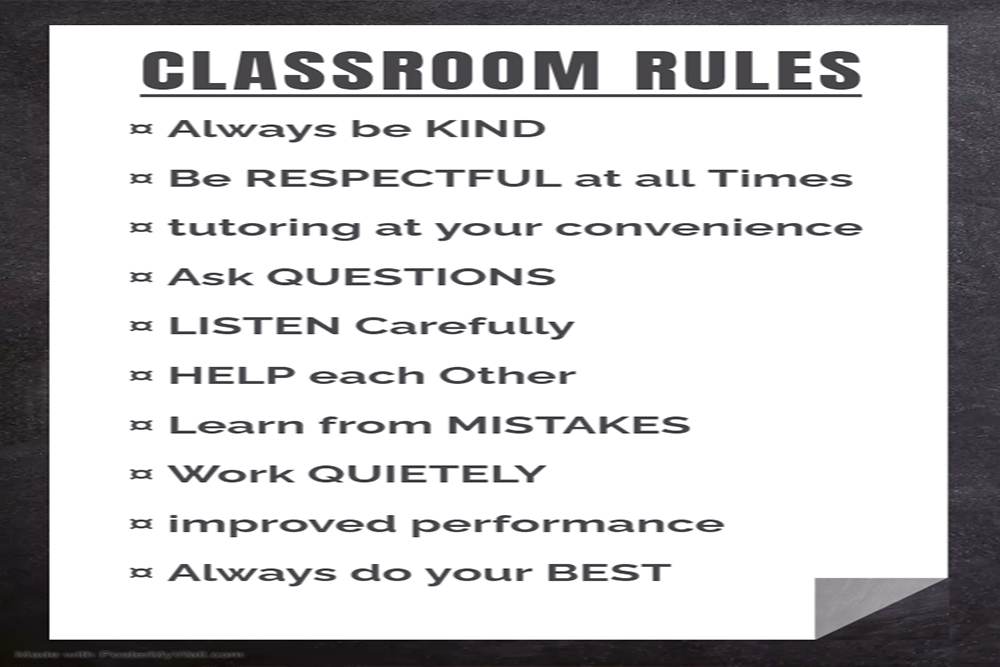 CLASSROOM RULES
¤ Always be KIND
¤ Be RESPECTFUL at all Times
¤ tutoring at your convenience
¤ Ask QUESTIONS
¤ LISTEN Carefully
¤ HELP each Other
¤ Learn from MISTAKES
¤ Work QUIETELY
¤ improved performance
¤ Always do your BEST
Made with PosterMyWall.com